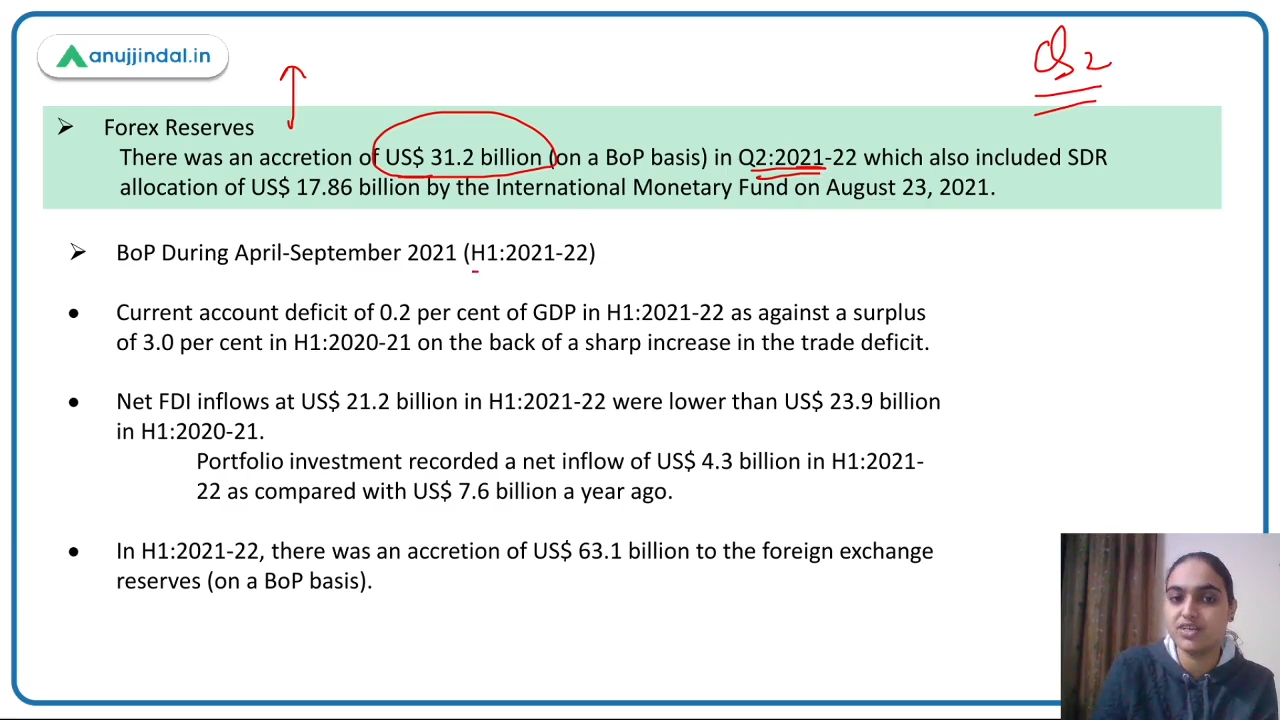 anujjindal.in
Q2
Forex Reserves
There was an accretion of US$ 31.2 billion (on a BoP basis) in Q2:2021-22 which also included SDR
allocation of US$ 17.86 billion by the International Monetary Fund on August 23, 2021.
BoP During April-September 2021 (H1:2021-22)
Current account deficit of 0.2 per cent of GDP in H1:2021-22 as against a surplus
of 3.0 per cent in H1:2020-21 on the back of a sharp increase in the trade deficit.
Net FDI inflows at US$ 21.2 billion in H1:2021-22 were lower than US$ 23.9 billion
in H1:2020-21.
Portfolio investment recorded a net inflow of US$ 4.3 billion in H1:2021-
22 as compared with US$ 7.6 billion a year ago.
In H1:2021-22, there was an accretion of US$ 63.1 billion to the foreign exchange
reserves (on a BoP basis).